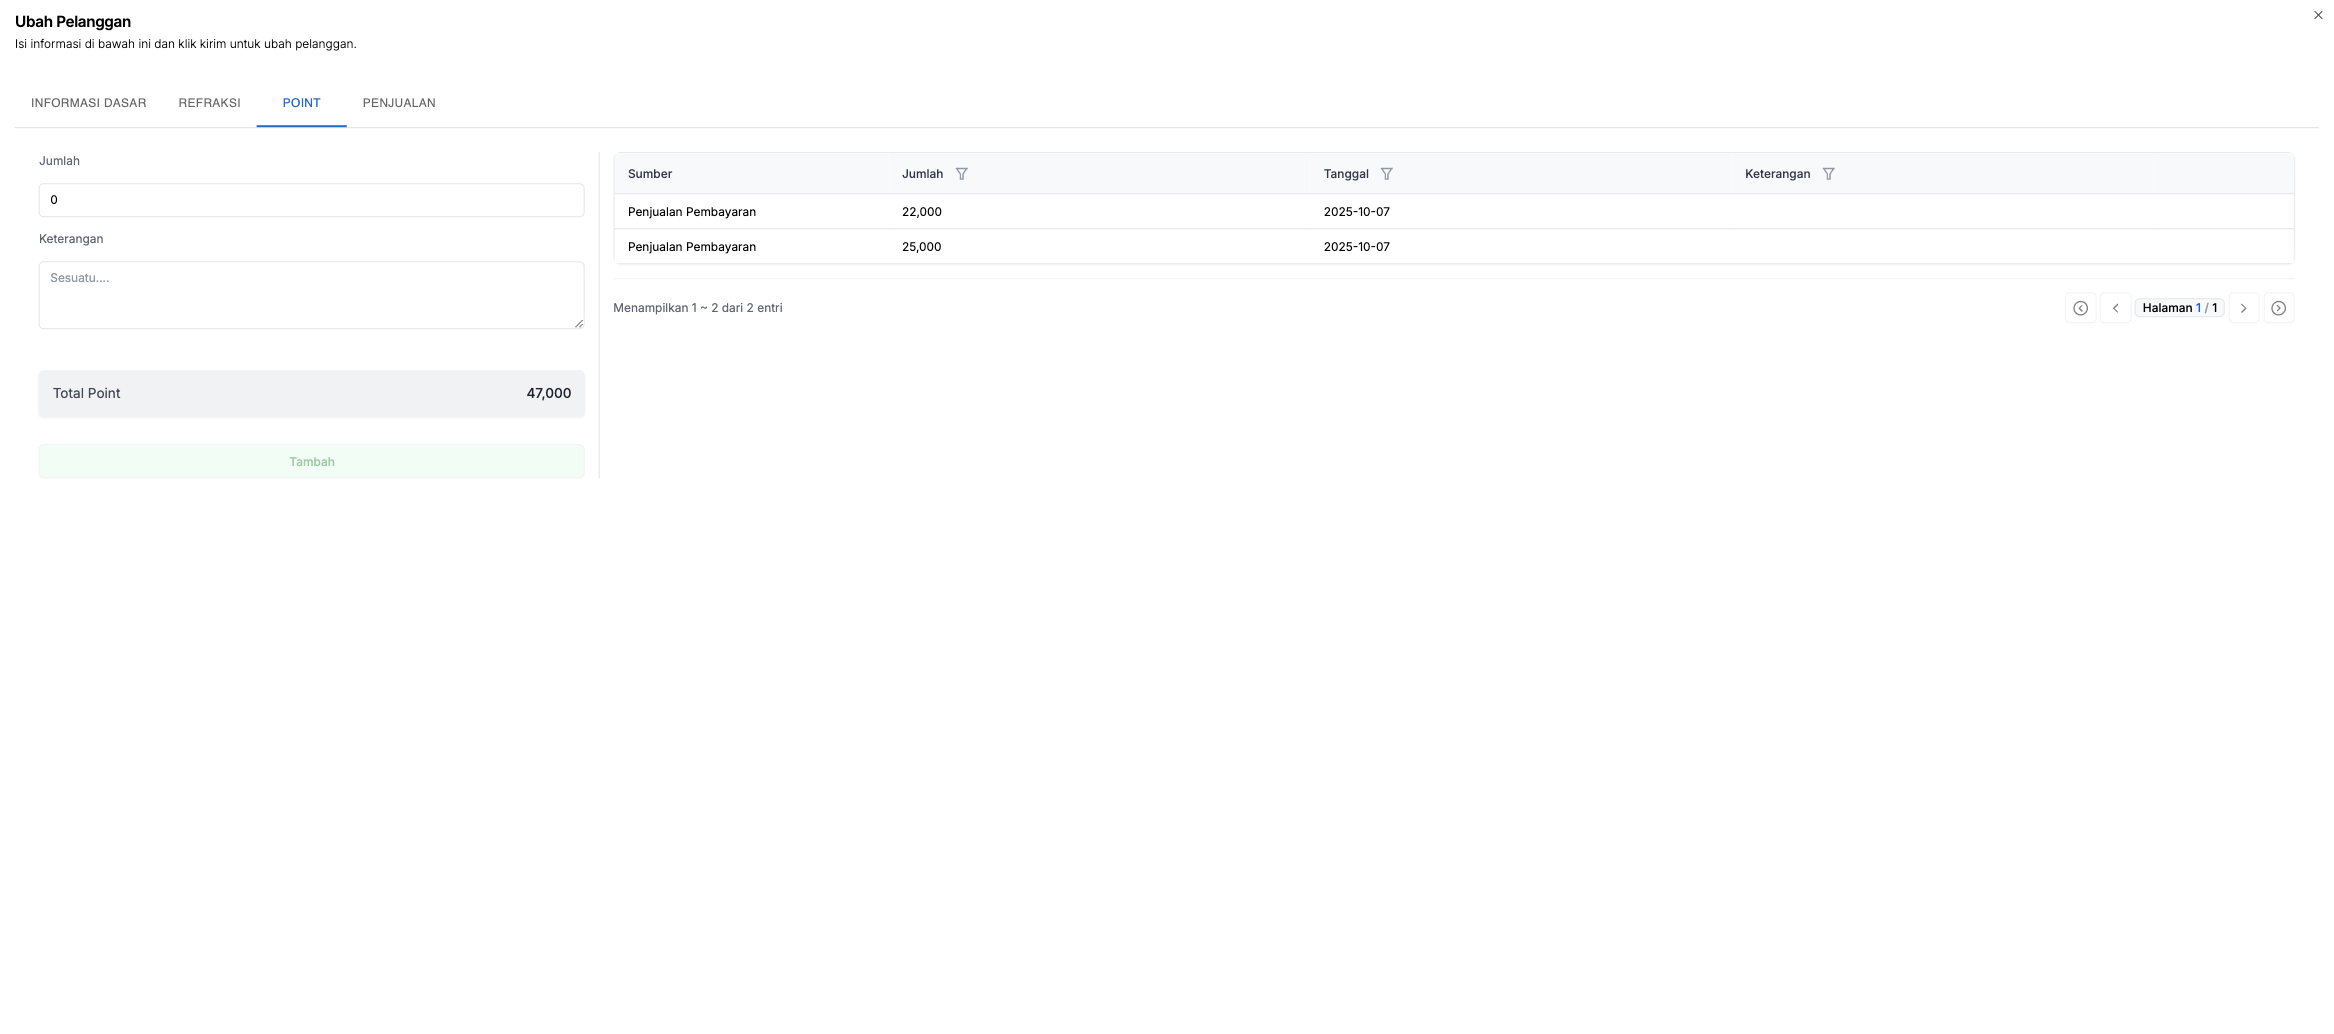 Ubah Pelanggan
Isi informasi di bawah ini dan klik kirim untuk ubah pelanggan.
INFORMASI DASAR REFRAKSI POINT PENJUALAN
Jumlah
0
Keterangan
Sesuatu....
Total Point 47,000
Tambah
Sumber Jumlah Tanggal Keterangan
Penjualan Pembayaran 22,000 2025-10-07
Penjualan Pembayaran 25,000 2025-10-07
Menampilkan 1 ~ 2 dari 2 entri Halaman 1 / 1